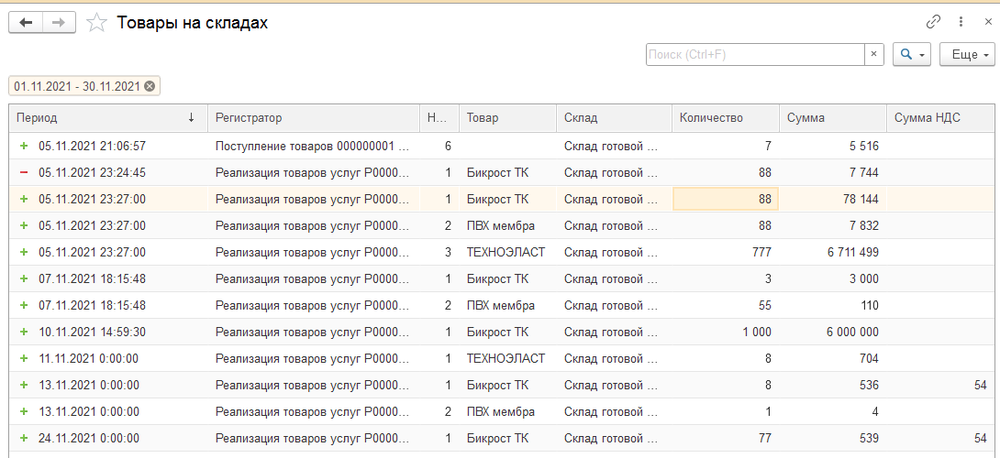 Товары на складах
Поиск (Ctrl+F) × Еще
01.11.2021 - 30.11.2021
Период ↓ Регистратор Н... Товар Склад Количество Сумма Сумма НДС
+ 05.11.2021 21:06:57 Поступление товаров 000000001 ... 6 Склад готовой ... 7 5 516
− 05.11.2021 23:24:45 Реализация товаров услуг Р0000... 1 Бикрост ТК Склад готовой ... 88 7 744
+ 05.11.2021 23:27:00 Реализация товаров услуг Р0000... 1 Бикрост ТК Склад готовой ... 88 78 144
+ 05.11.2021 23:27:00 Реализация товаров услуг Р0000... 2 ПВХ мембра Склад готовой ... 88 7 832
+ 05.11.2021 23:27:00 Реализация товаров услуг Р0000... 3 ТЕХНОЭЛАСТ Склад готовой ... 777 6 711 499
+ 07.11.2021 18:15:48 Реализация товаров услуг Р0000... 1 Бикрост ТК Склад готовой ... 3 3 000
+ 07.11.2021 18:15:48 Реализация товаров услуг Р0000... 2 ПВХ мембра Склад готовой ... 55 110
+ 10.11.2021 14:59:30 Реализация товаров услуг Р0000... 1 Бикрост ТК Склад готовой ... 1 000 6 000 000
+ 11.11.2021 0:00:00 Реализация товаров услуг Р0000... 1 ТЕХНОЭЛАСТ Склад готовой ... 8 704
+ 13.11.2021 0:00:00 Реализация товаров услуг Р0000... 1 Бикрост ТК Склад готовой ... 8 536 54
+ 13.11.2021 0:00:00 Реализация товаров услуг Р0000... 2 ПВХ мембра Склад готовой ... 1 4
+ 24.11.2021 0:00:00 Реализация товаров услуг Р0000... 1 Бикрост ТК Склад готовой ... 77 539 54